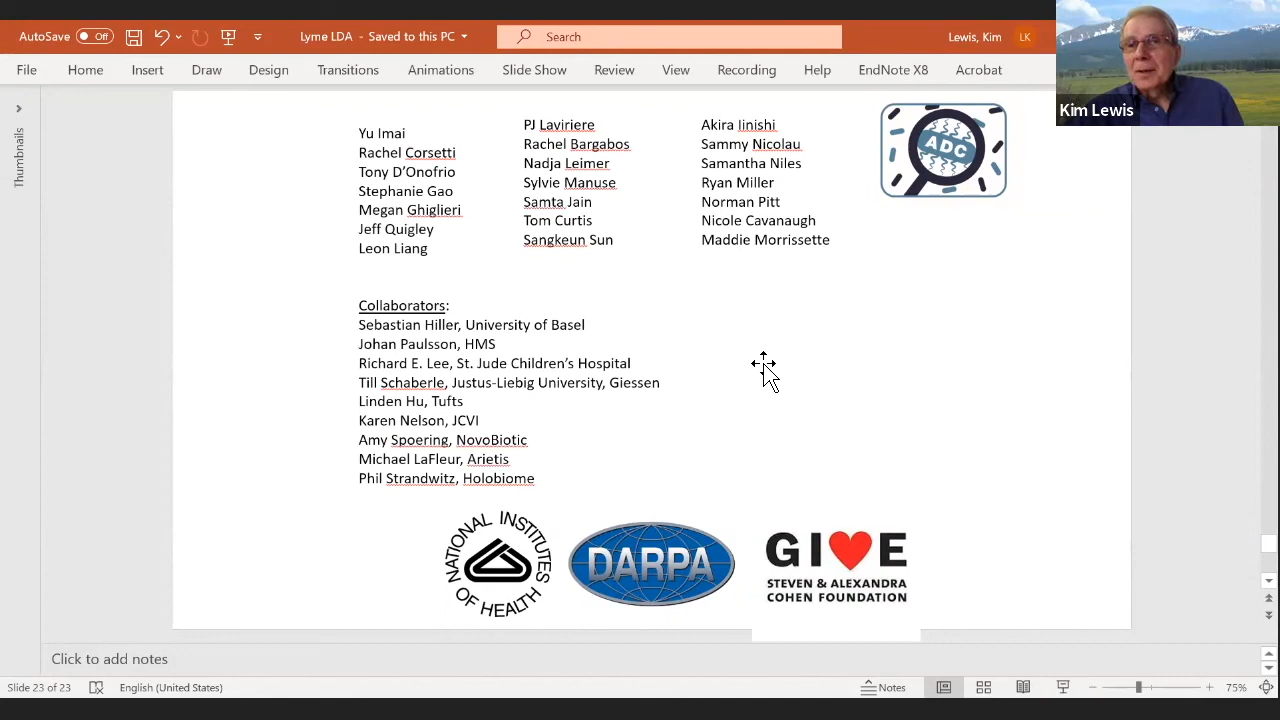 AutoSave Off
Lyme LDA - Saved to this PC
Search
Lewis, Kim LK
File Home Insert Draw Design Transitions Animations Slide Show Review View Recording Help EndNote X8 Acrobat
Kim Lewis
Thumbnails
Yu Imai
Rachel Corsetti
Tony D’Onofrio
Stephanie Gao
Megan Ghiglieri
Jeff Quigley
Leon Liang
PJ Laviriere
Rachel Bargabos
Nadja Leimer
Sylvie Manuse
Samta Jain
Tom Curtis
Sangkeun Sun
Akira Iinishi
Sammy Nicolau
Samantha Niles
Ryan Miller
Norman Pitt
Nicole Cavanaugh
Maddie Morrissette
ADC
Collaborators:
Sebastian Hiller, University of Basel
Johan Paulsson, HMS
Richard E. Lee, St. Jude Children’s Hospital
Till Schaberle, Justus-Liebig University, Giessen
Linden Hu, Tufts
Karen Nelson, JCVI
Amy Spoering, NovoBiotic
Michael LaFleur, Arietis
Phil Strandwitz, Holobiome
NATIONAL INSTITUTES
OF HEALTH
DARPA
GIVE
STEVEN & ALEXANDRA
COHEN FOUNDATION
Click to add notes
Slide 23 of 23 English (United States) Notes 75%